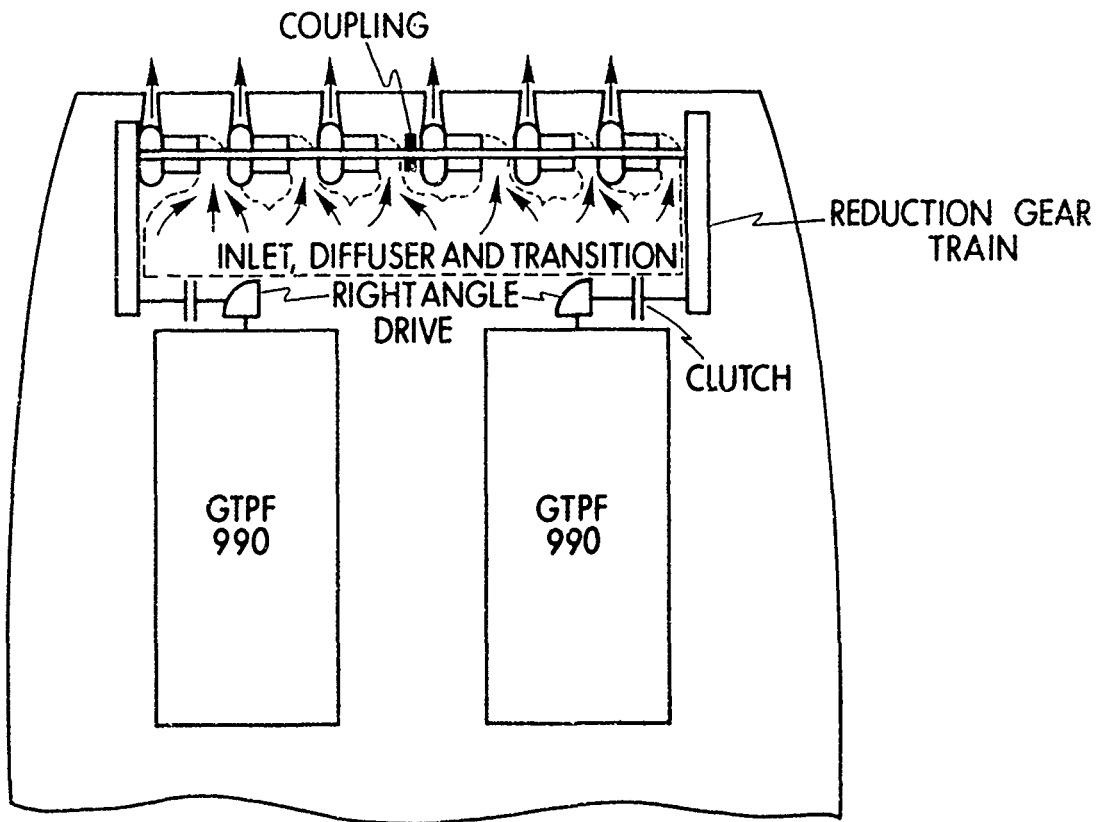 COUPLING
REDUCTION GEAR
TRAIN
INLET, DIFFUSER AND TRANSITION
RIGHT ANGLE
DRIVE
CLUTCH
GTPF
990
GTPF
990